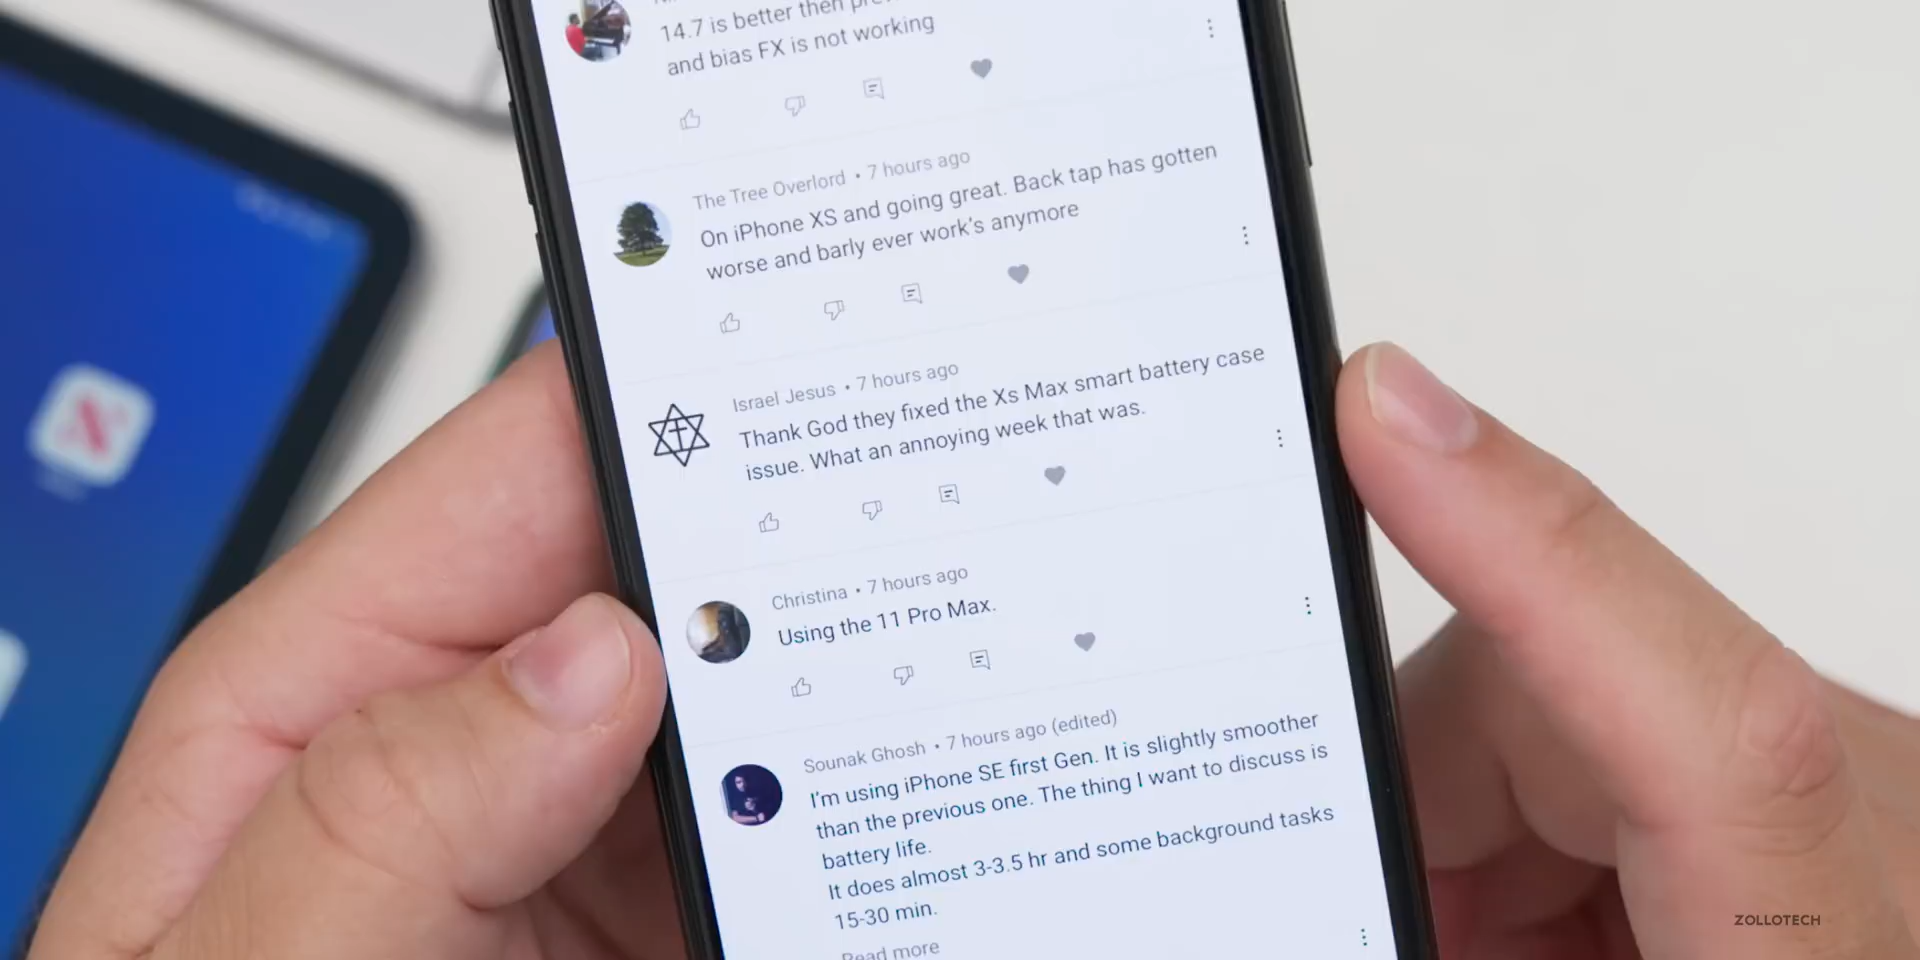 14.7 is better then
and bias FX is not working
The Tree Overlord • 7 hours ago
On iPhone XS and going great. Back tap has gotten
worse and barly ever work's anymore
Israel Jesus • 7 hours ago
Thank God they fixed the Xs Max smart battery case
issue. What an annoying week that was.
Christina • 7 hours ago
Using the 11 Pro Max.
Sounak Ghosh • 7 hours ago (edited)
I'm using iPhone SE first Gen. It is slightly smoother
than the previous one. The thing I want to discuss is
battery life.
It does almost 3-3.5 hr and some background tasks
15-30 min.
Read more
ZOLLOTECH